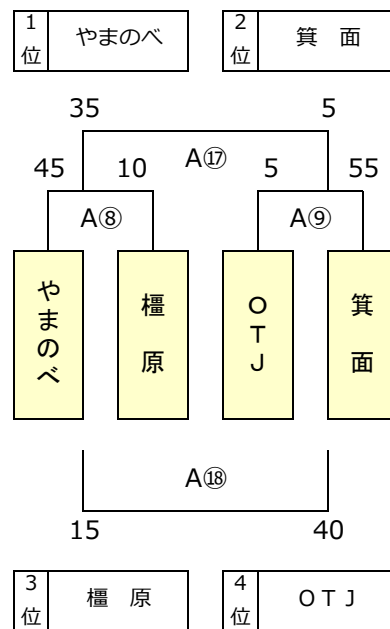 1位 やまのべ 2位 箕 面
35 5
A⑰
45 10 5 55
A⑧ A⑨
やまのべ 橿原 OTJ 箕面
A⑱
15 40
3位 橿 原 4位 OTJ